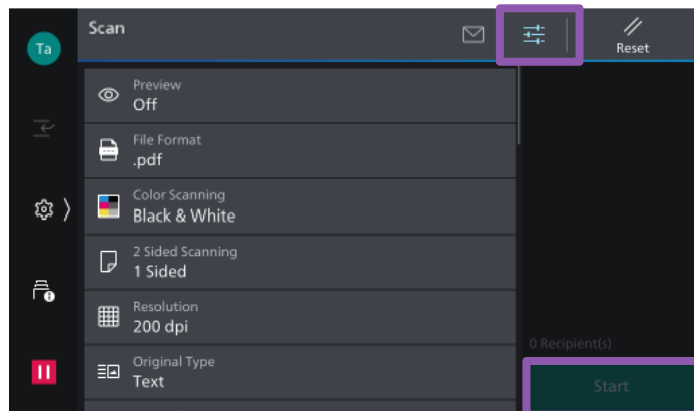 Ta
Scan
Reset
Preview
Off
File Format
.pdf
Color Scanning
Black & White
2 Sided Scanning
1 Sided
Resolution
200 dpi
Original Type
Text
0 Recipient(s)
Start